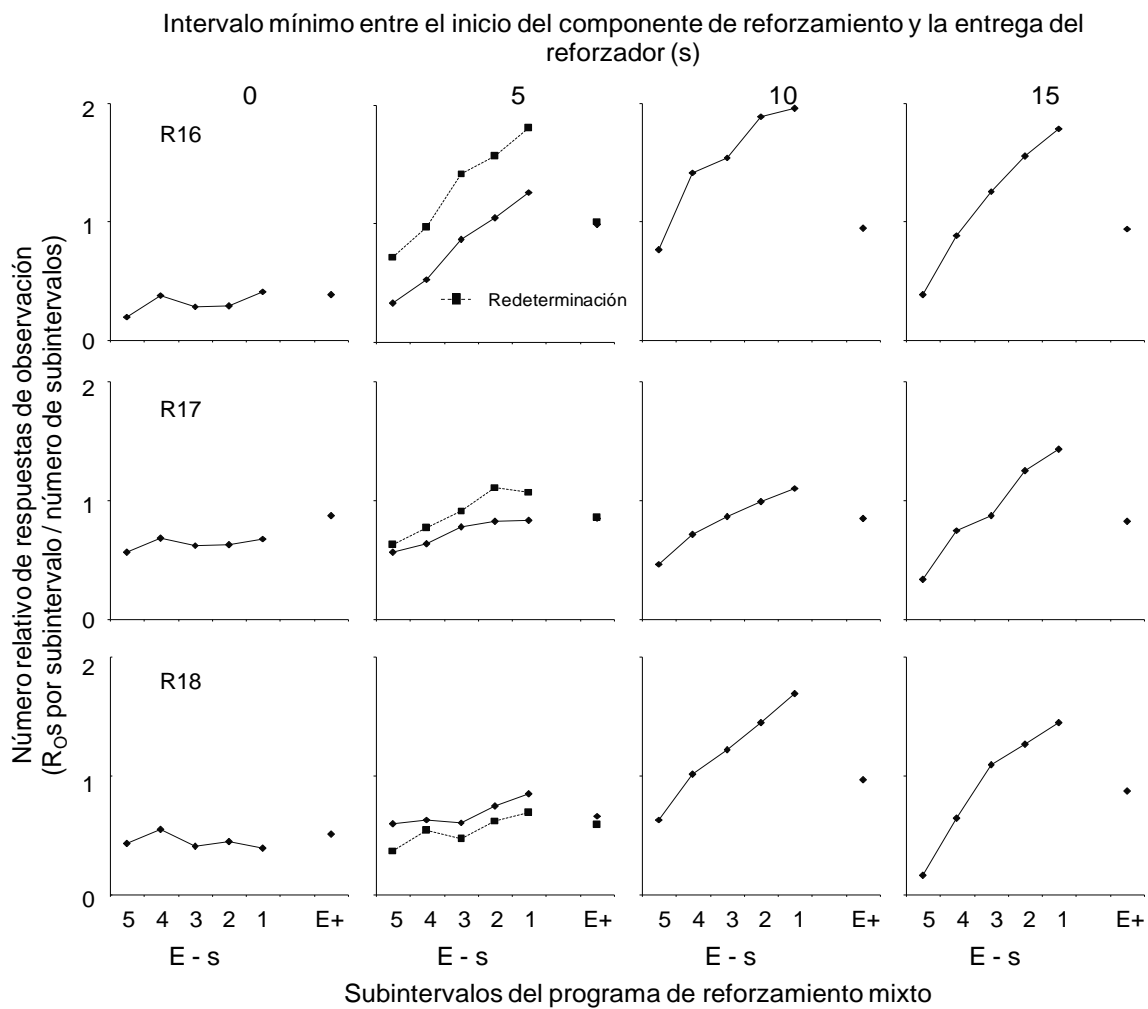 Intervalo mínimo entre el inicio del componente de reforzamiento y la entrega del
reforzador (s)
0 5 10 15
Número relativo de respuestas de observación
(ROs por subintervalo / número de subintervalos)
2
R16
1
Redeterminación
0
2
R17
1
0
2
R18
1
0
5 4 3 2 1 E+ 5 4 3 2 1 E+ 5 4 3 2 1 E+ 5 4 3 2 1 E+
E - s E - s E - s E - s
Subintervalos del programa de reforzamiento mixto